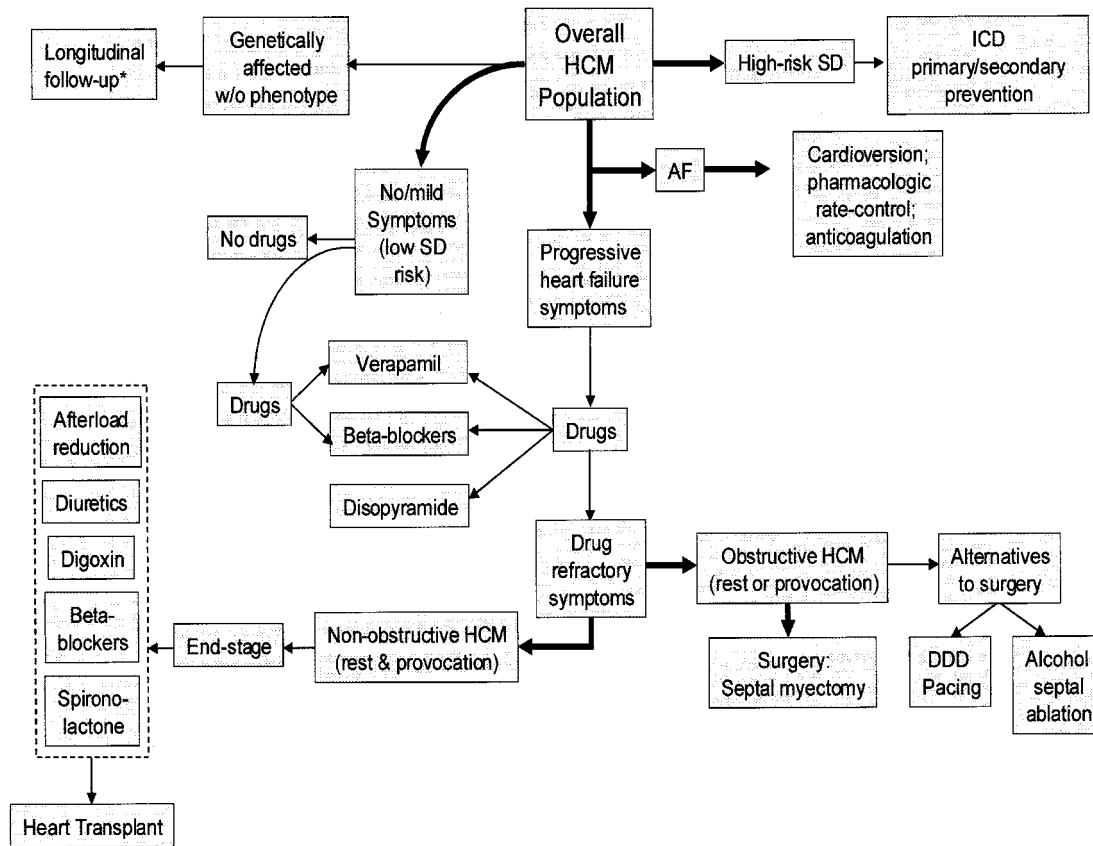 Longitudinal
follow-up*
Genetically
affected
w/o phenotype
Overall
HCM
Population
High-risk SD
ICD
primary/secondary
prevention
No/mild
Symptoms
(low SD
risk)
AF
Cardioversion;
pharmacologic
rate-control;
anticoagulation
No drugs
Progressive
heart failure
symptoms
Verapamil
Drugs
Beta-blockers
Drugs
Disopyramide
Afterload
reduction
Diuretics
Digoxin
Beta-
blockers
Spirono-
lactone
Drug
refractory
symptoms
Obstructive HCM
(rest or provocation)
Alternatives
to surgery
End-stage
Non-obstructive HCM
(rest & provocation)
Surgery:
Septal myectomy
DDD
Pacing
Alcohol
septal
ablation
Heart Transplant